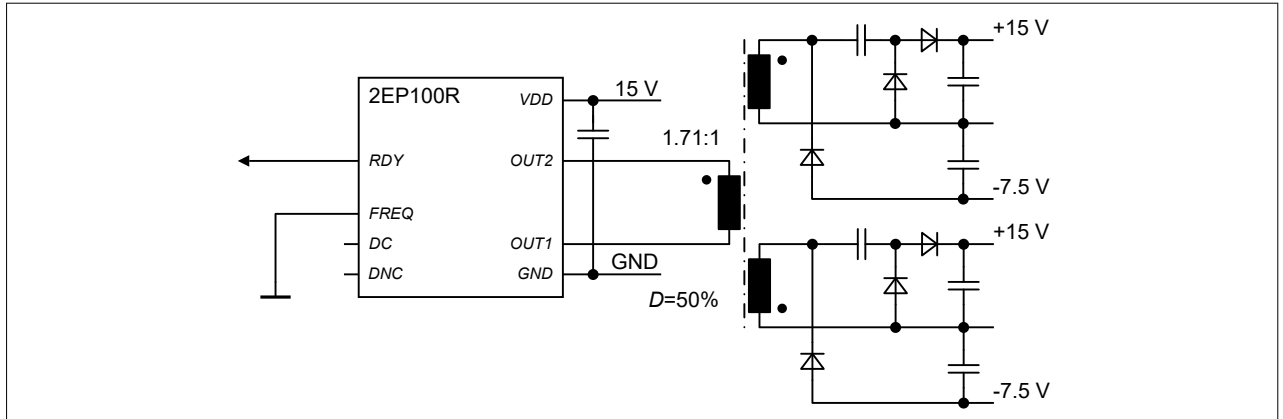 +15 V
2EP100R
VDD
15 V
1.71:1
RDY
OUT2
-7.5 V
FREQ
+15 V
DC
OUT1
DNC
GND
GND
D=50%
-7.5 V